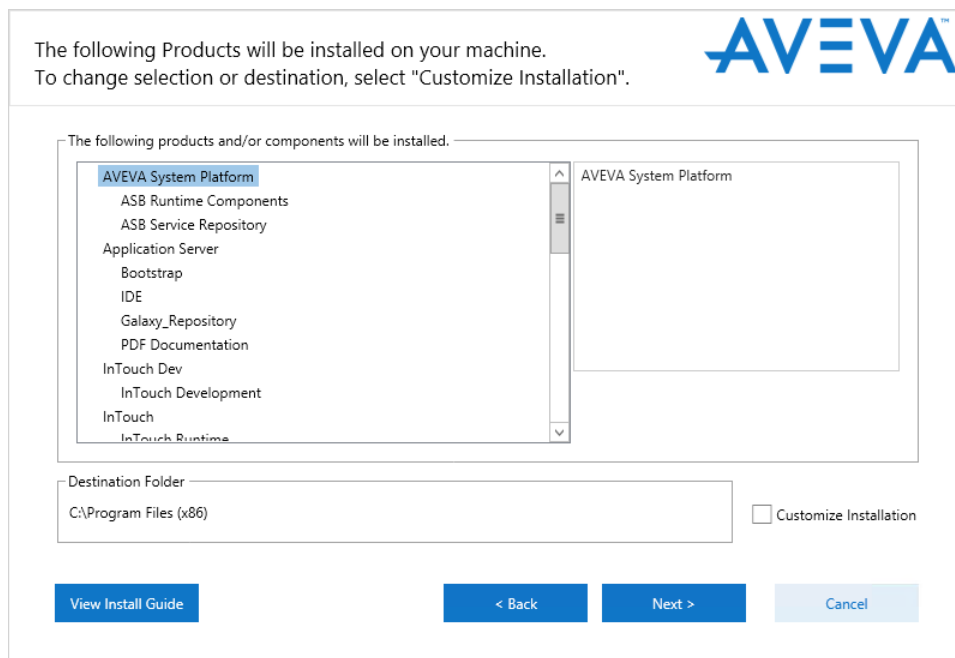 The following Products will be installed on your machine.
To change selection or destination, select "Customize Installation".
AVEVA™
The following products and/or components will be installed.
AVEVA System Platform
ASB Runtime Components
ASB Service Repository
Application Server
Bootstrap
IDE
Galaxy_Repository
PDF Documentation
InTouch Dev
InTouch Development
InTouch
InTouch Runtime
AVEVA System Platform
Destination Folder
C:\Program Files (x86)
Customize Installation
View Install Guide
< Back
Next >
Cancel